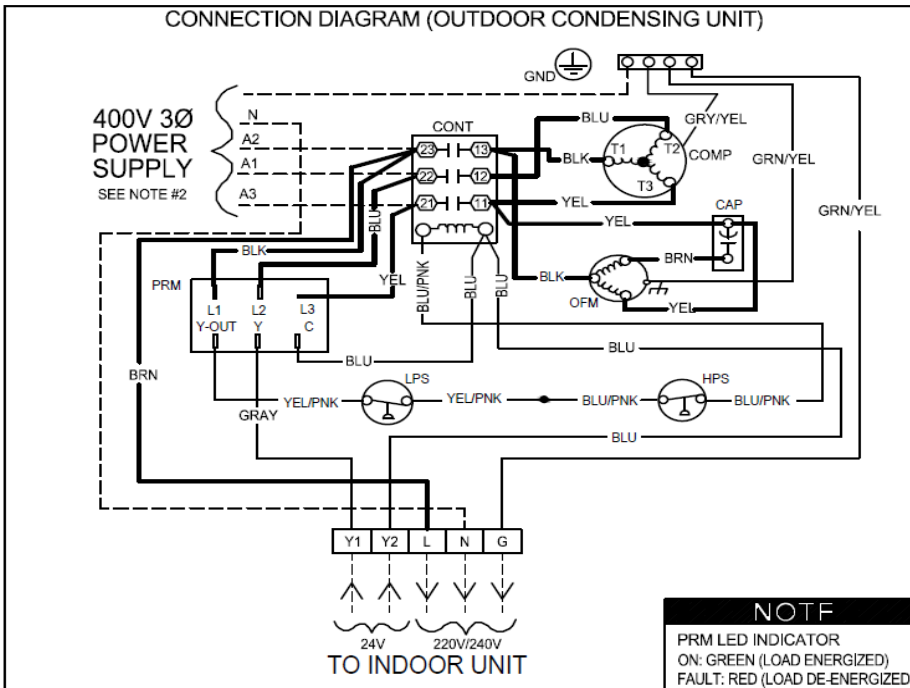 CONNECTION DIAGRAM (OUTDOOR CONDENSING UNIT)
GND
400V 3Ø
POWER
SUPPLY
SEE NOTE #2
N
A2
A1
A3
CONT
23
13
22
12
21
11
BLU
GRY/YEL
T1
T2
T3
COMP
BLK
YEL
GRN/YEL
GRN/YEL
CAP
YEL
BRN
BLK
OFM
YEL
BLK
BLU
YEL
BLU/PNK
BLU
BLU
PRM
L1
L2
L3
Y-OUT
Y
C
BLU
BLU
BRN
GRAY
YEL/PNK
LPS
YEL/PNK
BLU/PNK
HPS
BLU/PNK
BLU
Y1
Y2
L
N
G
24V
220V/240V
TO INDOOR UNIT
NOTE
PRM LED INDICATOR
ON: GREEN (LOAD ENERGIZED)
FAULT: RED (LOAD DE-ENERGIZED